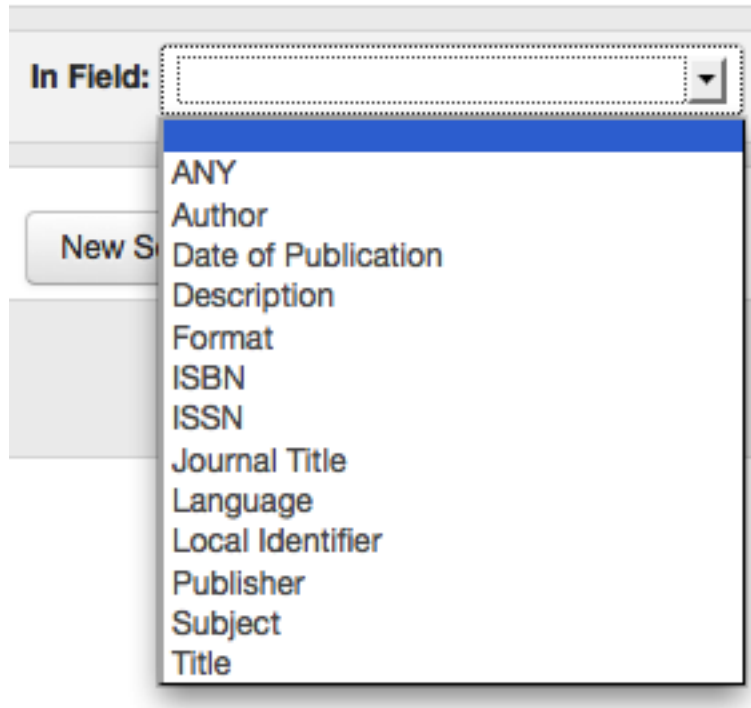 In Field:
ANY
Author
New S
Date of Publication
Description
Format
ISBN
ISSN
Journal Title
Language
Local Identifier
Publisher
Subject
Title